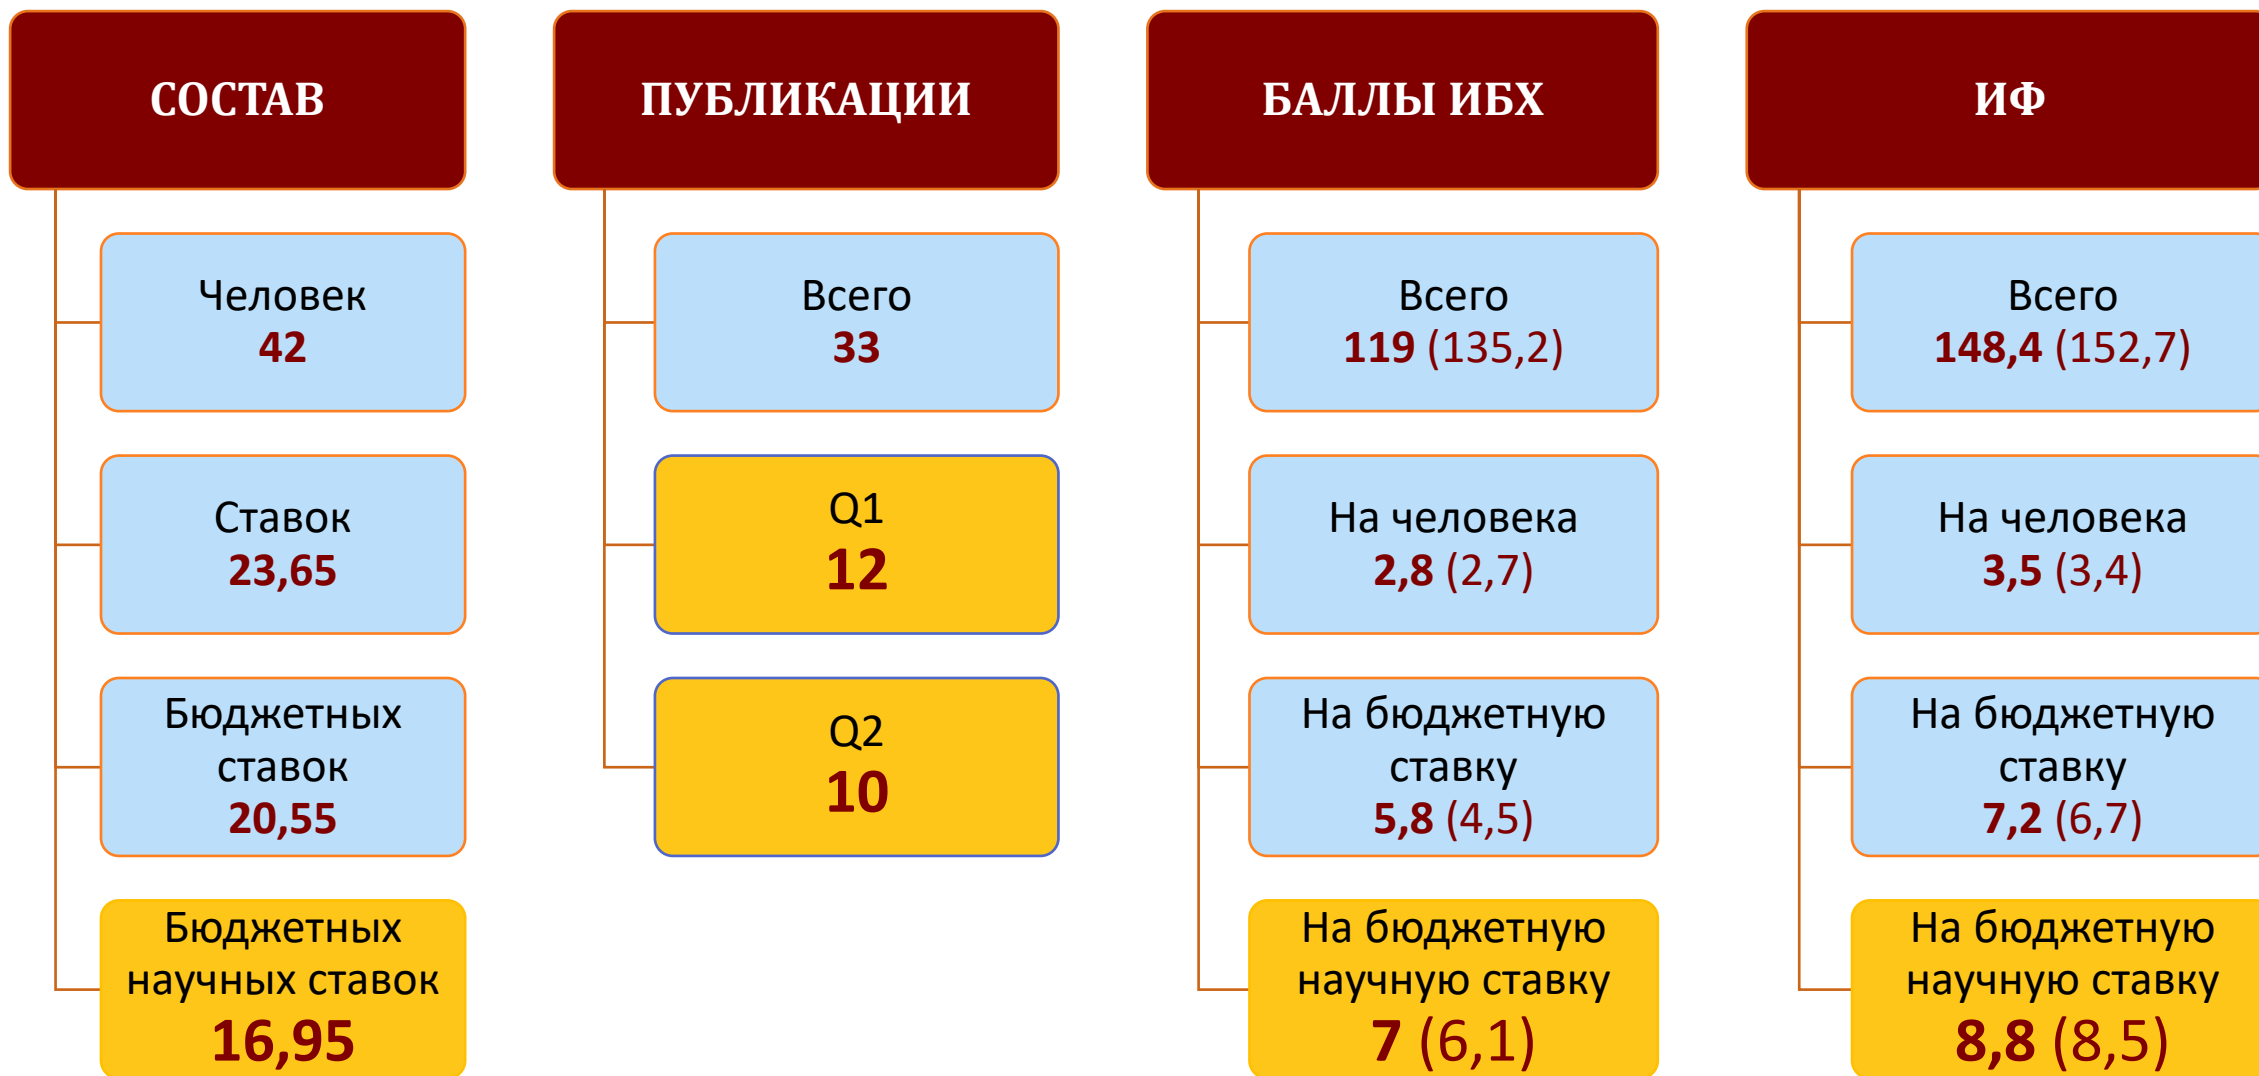 СОСТАВ
Человек
42
Ставок
23,65
Бюджетных
ставок
20,55
Бюджетных
научных ставок
16,95
ПУБЛИКАЦИИ
Всего
33
Q1
12
Q2
10
БАЛЛЫ ИБХ
Всего
119 (135,2)
На человека
2,8 (2,7)
На бюджетную
ставку
5,8 (4,5)
На бюджетную
научную ставку
7 (6,1)
ИФ
Всего
148,4 (152,7)
На человека
3,5 (3,4)
На бюджетную
ставку
7,2 (6,7)
На бюджетную
научную ставку
8,8 (8,5)